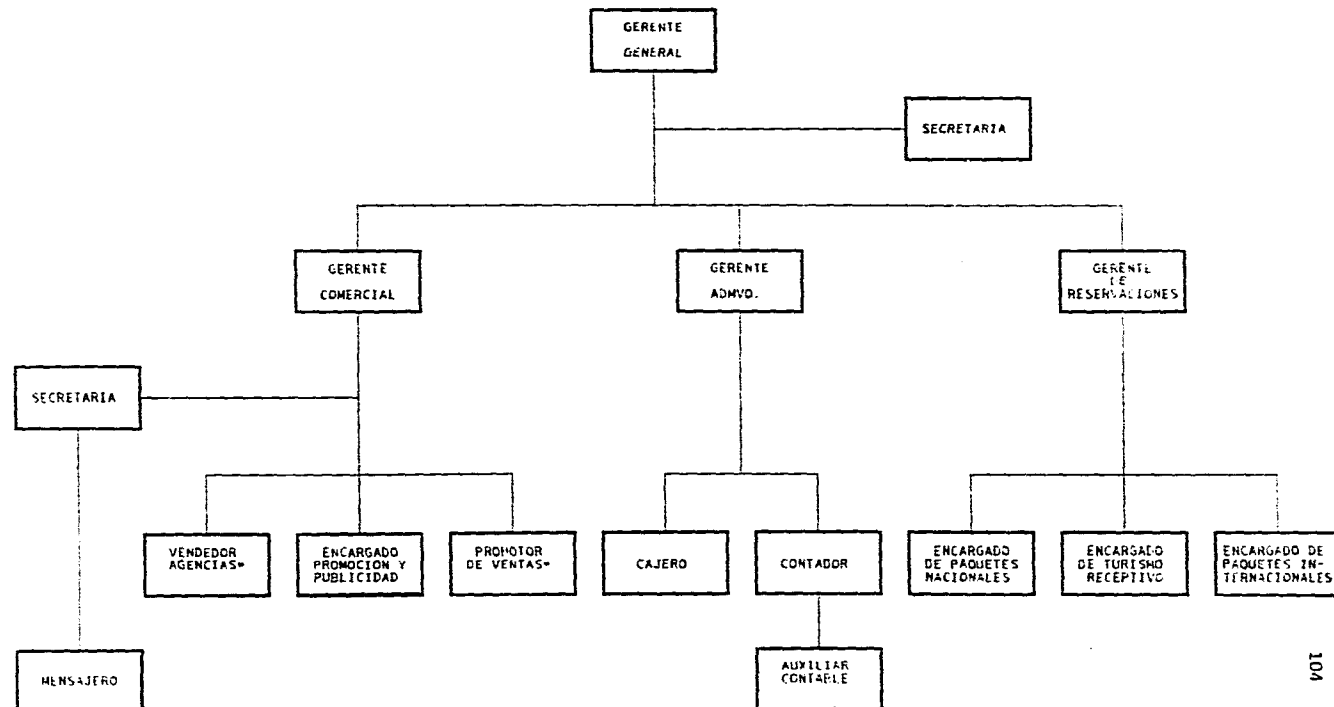 GERENTE
GENERAL
SECRETARIA
GERENTE
COMERCIAL
GERENTE
ADMVO.
GERENTE
DE
RESERVACIONES
SECRETARIA
VENDEDOR
AGENCIAS*
ENCARGADO
PROMOCION Y
PUBLICIDAD
PROMOTOR
DE VENTAS*
CAJERO
CONTADOR
ENCARGADO
DE PAQUETES
NACIONALES
ENCARGADO
DE TURISMO
RECEPTIVO
ENCARGADO DE
PAQUETES IN-
TERNACIONALES
MENSAJERO
AUXILIAR
CONTABLE
104